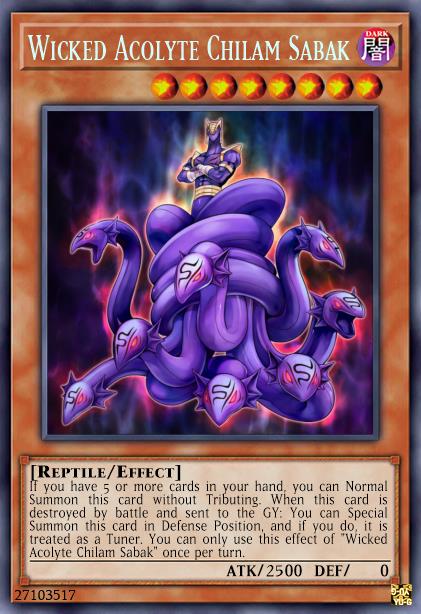 WICKED ACOLYTE CHILAM SABAK
DARK
闇
[REPTILE/EFFECT]
If you have 5 or more cards in your hand, you can Normal
Summon this card without Tributing. When this card is
destroyed by battle and sent to the GY: You can Special
Summon this card in Defense Position, and if you do, it is
treated as a Tuner. You can only use this effect of "Wicked
Acolyte Chilam Sabak" once per turn.
ATK/2500 DEF/ 0
27103517